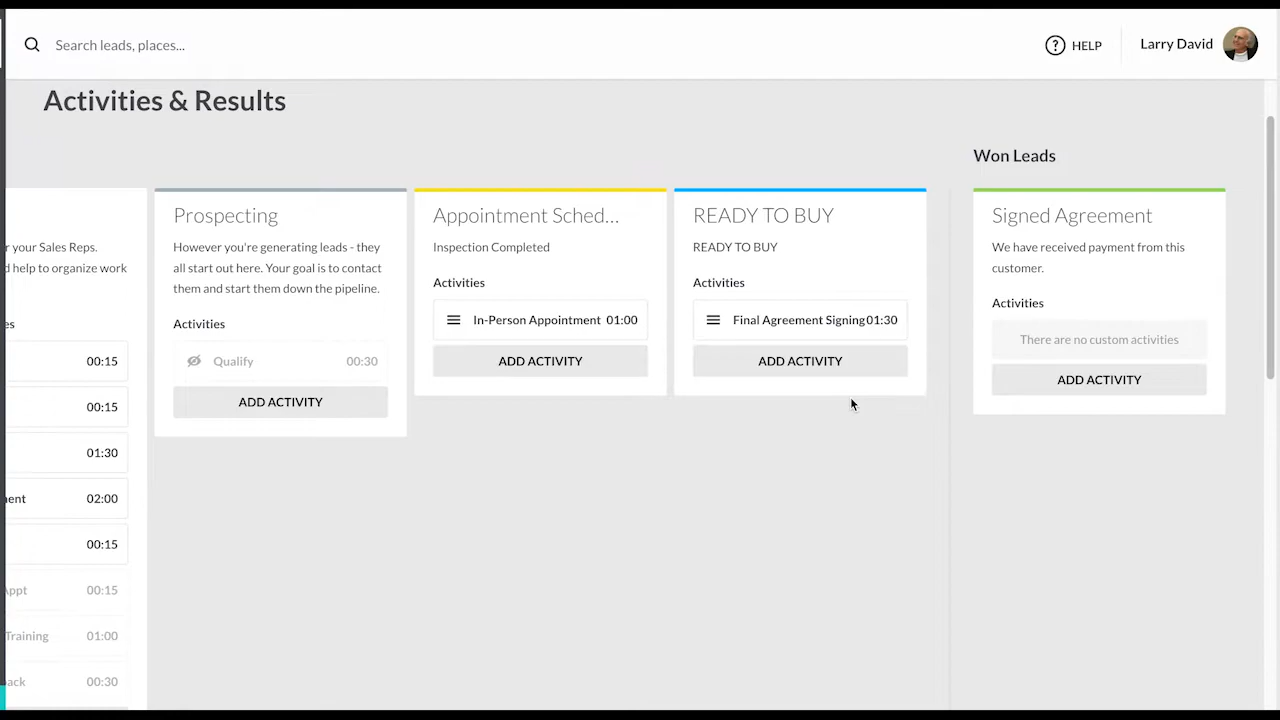 Search leads, places...
? HELP
Larry David
Activities & Results
Won Leads
r your Sales Reps.
d help to organize work
es
00:15
00:15
01:30
ment 02:00
00:15
Appt 00:15
Training 01:00
ack 00:30
Prospecting
However you're generating leads - they
all start out here. Your goal is to contact
them and start them down the pipeline.
Activities
Qualify 00:30
ADD ACTIVITY
Appointment Sched...
Inspection Completed
Activities
In-Person Appointment 01:00
ADD ACTIVITY
READY TO BUY
READY TO BUY
Activities
Final Agreement Signing 01:30
ADD ACTIVITY
Signed Agreement
We have received payment from this
customer.
Activities
There are no custom activities
ADD ACTIVITY